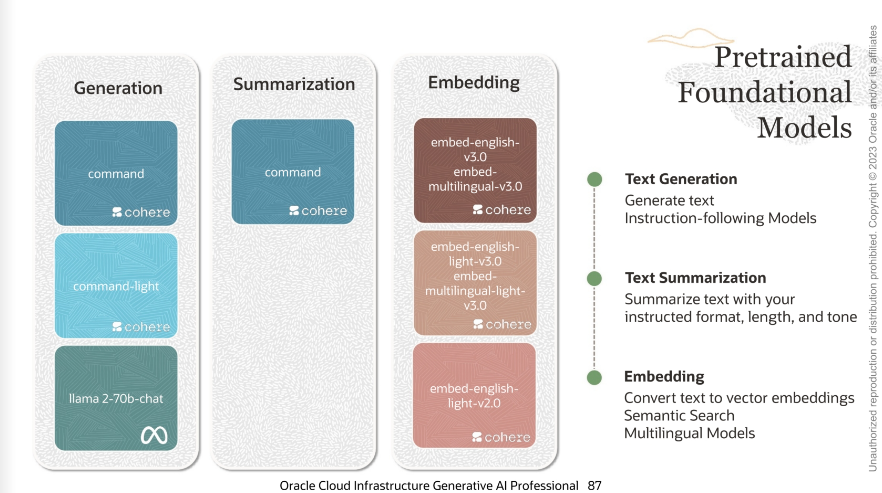 Generation
command
cohere
command-light
cohere
llama 2-70b-chat
Summarization
command
cohere
Embedding
embed-english-
v3.0
embed-
multilingual-v3.0
cohere
embed-english-
light-v3.0
embed-
multilingual-light-
v3.0
cohere
embed-english-
light-v2.0
cohere
Pretrained
Foundational
Models
Text Generation
Generate text
Instruction-following Models
Text Summarization
Summarize text with your
instructed format, length, and tone
Embedding
Convert text to vector embeddings
Semantic Search
Multilingual Models
Unauthorized reproduction or distribution prohibited. Copyright © 2023 Oracle and/or its affiliates
Oracle Cloud Infrastructure Generative AI Professional 87